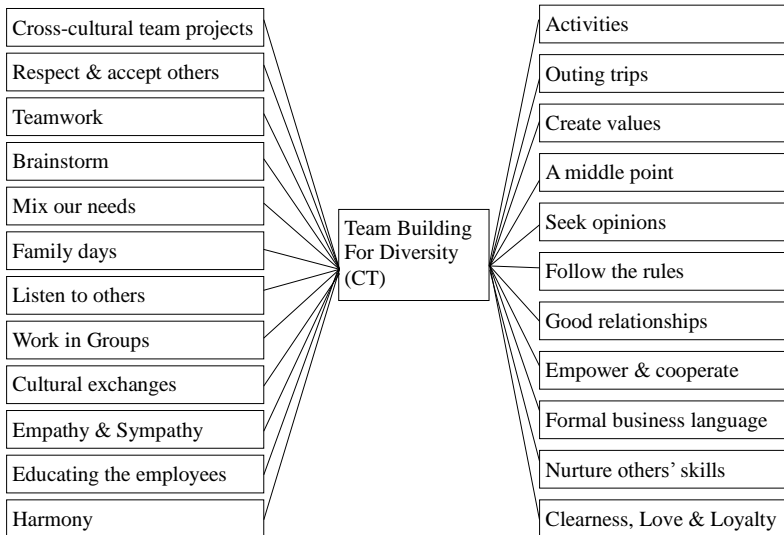 Cross-cultural team projects
Respect & accept others
Teamwork
Brainstorm
Mix our needs
Family days
Listen to others
Work in Groups
Cultural exchanges
Empathy & Sympathy
Educating the employees
Harmony
Team Building
For Diversity
(CT)
Activities
Outing trips
Create values
A middle point
Seek opinions
Follow the rules
Good relationships
Empower & cooperate
Formal business language
Nurture others’ skills
Clearness, Love & Loyalty